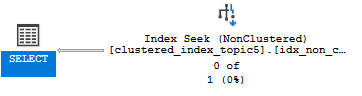 SELECT
Index Seek (NonClustered)
[clustered_index_topic5].[idx_non_c…
0 of
1 (0%)